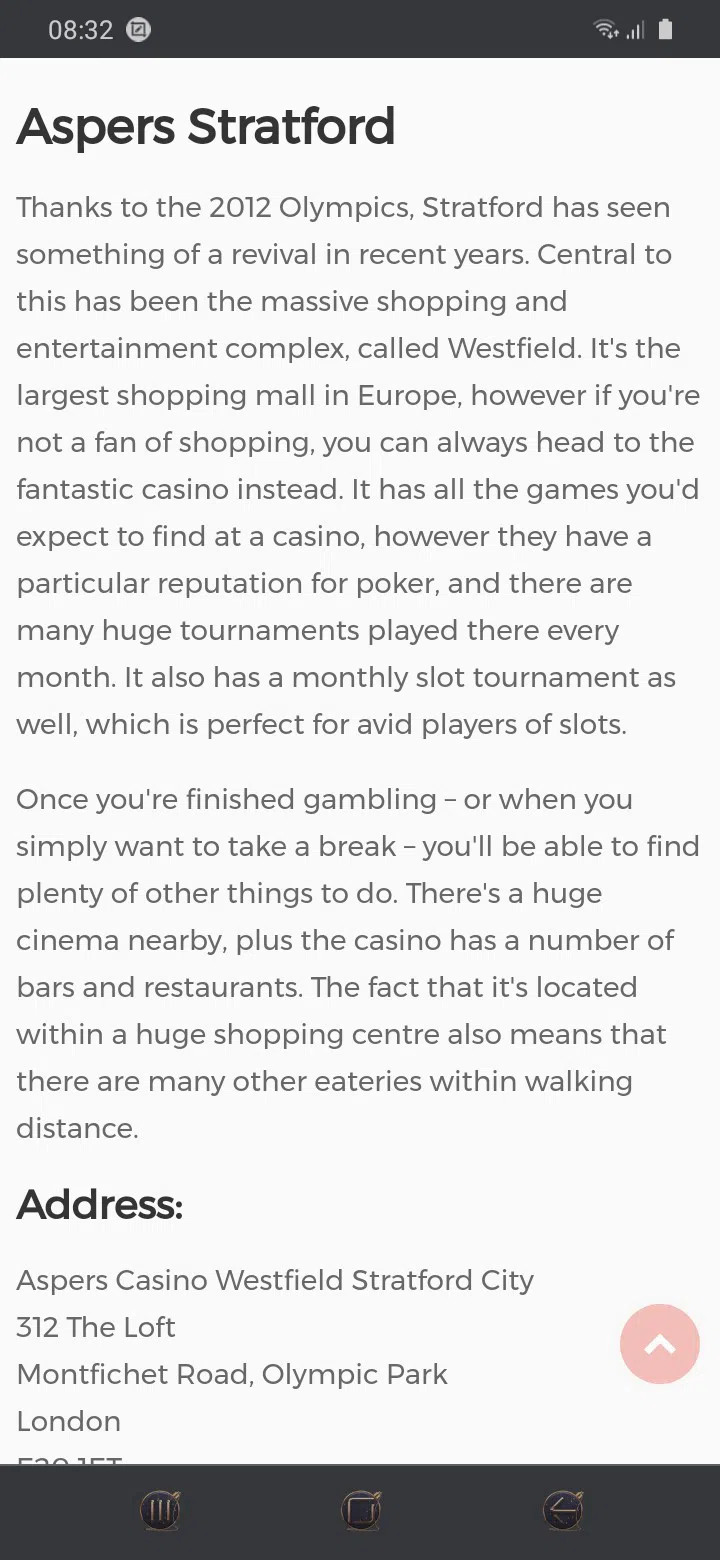 08:32
Aspers Stratford
Thanks to the 2012 Olympics, Stratford has seen
something of a revival in recent years. Central to
this has been the massive shopping and
entertainment complex, called Westfield. It's the
largest shopping mall in Europe, however if you're
not a fan of shopping, you can always head to the
fantastic casino instead. It has all the games you'd
expect to find at a casino, however they have a
particular reputation for poker, and there are
many huge tournaments played there every
month. It also has a monthly slot tournament as
well, which is perfect for avid players of slots.
Once you're finished gambling – or when you
simply want to take a break – you'll be able to find
plenty of other things to do. There's a huge
cinema nearby, plus the casino has a number of
bars and restaurants. The fact that it's located
within a huge shopping centre also means that
there are many other eateries within walking
distance.
Address:
Aspers Casino Westfield Stratford City
312 The Loft
Montfichet Road, Olympic Park
London